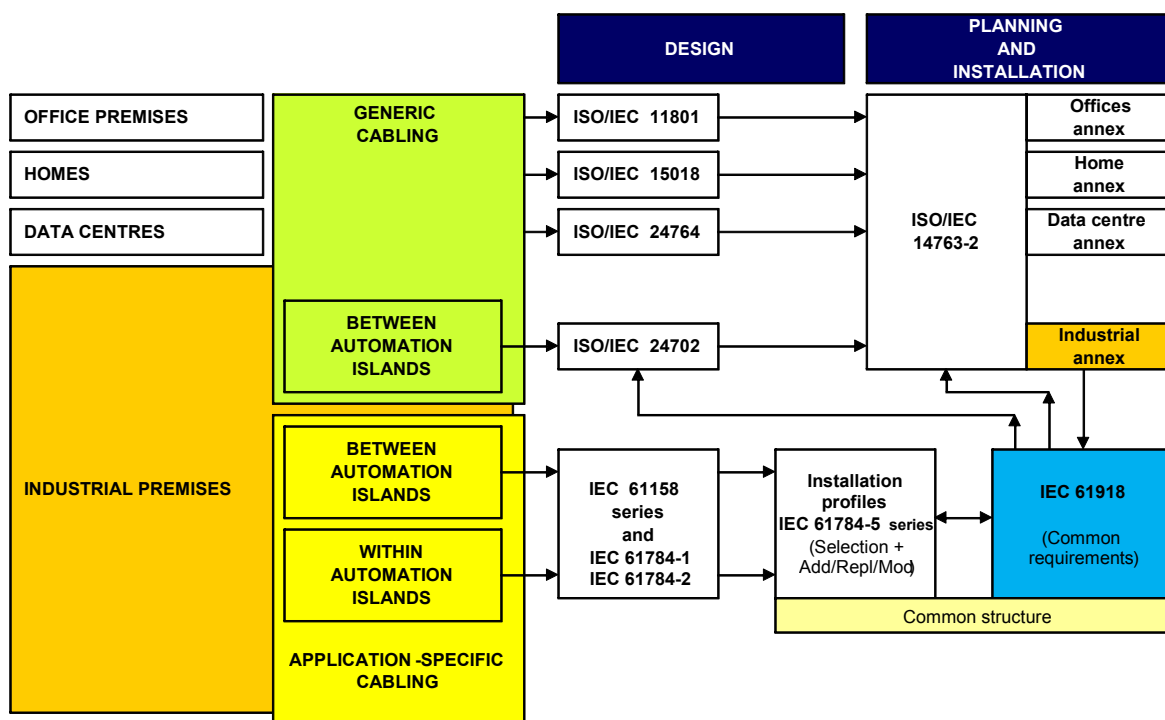 DESIGN
PLANNING
AND
INSTALLATION
OFFICE PREMISES
HOMES
DATA CENTRES
INDUSTRIAL PREMISES
GENERIC
CABLING
BETWEEN
AUTOMATION
ISLANDS
BETWEEN
AUTOMATION
ISLANDS
WITHIN
AUTOMATION
ISLANDS
APPLICATION -SPECIFIC
CABLING
ISO/IEC 11801
ISO/IEC 15018
ISO/IEC 24764
ISO/IEC 24702
IEC 61158
series
and
IEC 61784-1
IEC 61784-2
ISO/IEC
14763-2
Offices
annex
Home
annex
Data centre
annex
Industrial
annex
Installation
profiles
IEC 61784-5 series
(Selection +
Add/Repl/Mod)
IEC 61918
(Common
requirements)
Common structure